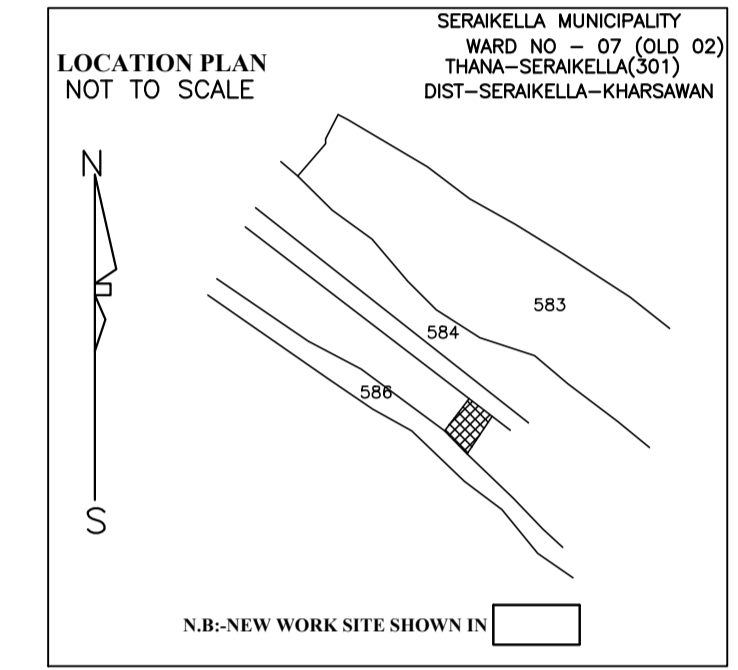 SERAIKELLA MUNICIPALITY
WARD NO – 07 (OLD 02)
THANA–SERAIKELLA(301)
DIST–SERAIKELLA–KHARSAWAN
LOCATION PLAN
NOT TO SCALE
N
583
584
586
S
N.B:-NEW WORK SITE SHOWN IN